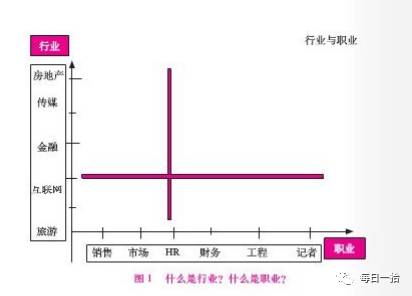 行业
行业与职业
房地产
传媒
金融
互联网
旅游
销售 市场 HR 财务 工程 记者
职业
图1 什么是行业？什么是职业？
每日一拾